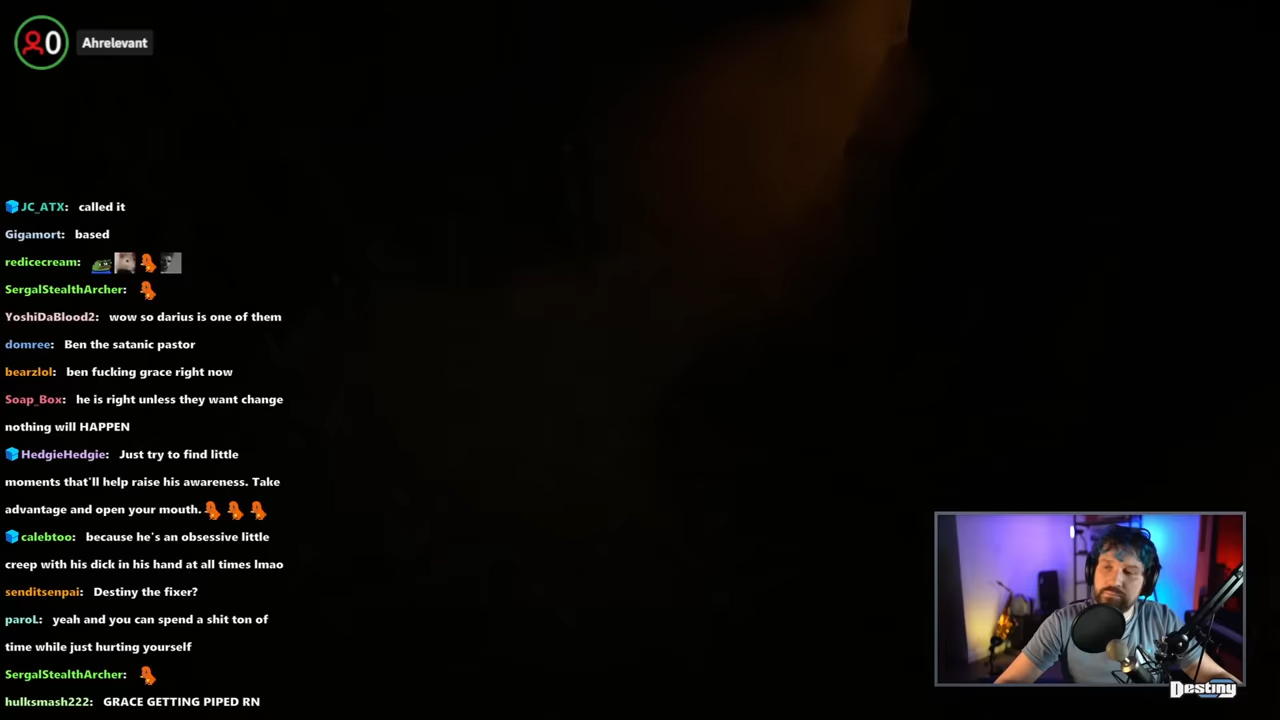 0 Ahrelevant
JC_ATX: called it
Gigamort: based
redicecream:
SergalStealthArcher:
YoshiDaBlood2: wow so darius is one of them
domree: Ben the satanic pastor
bearzlol: ben fucking grace right now
Soap_Box: he is right unless they want change
nothing will HAPPEN
HedgieHedgie: Just try to find little
moments that'll help raise his awareness. Take
advantage and open your mouth.
calebtoo: because he's an obsessive little
creep with his dick in his hand at all times lmao
senditsenpai: Destiny the fixer?
paroL: yeah and you can spend a shit ton of
time while just hurting yourself
SergalStealthArcher:
hulksmash222: GRACE GETTING PIPED RN
Destiny